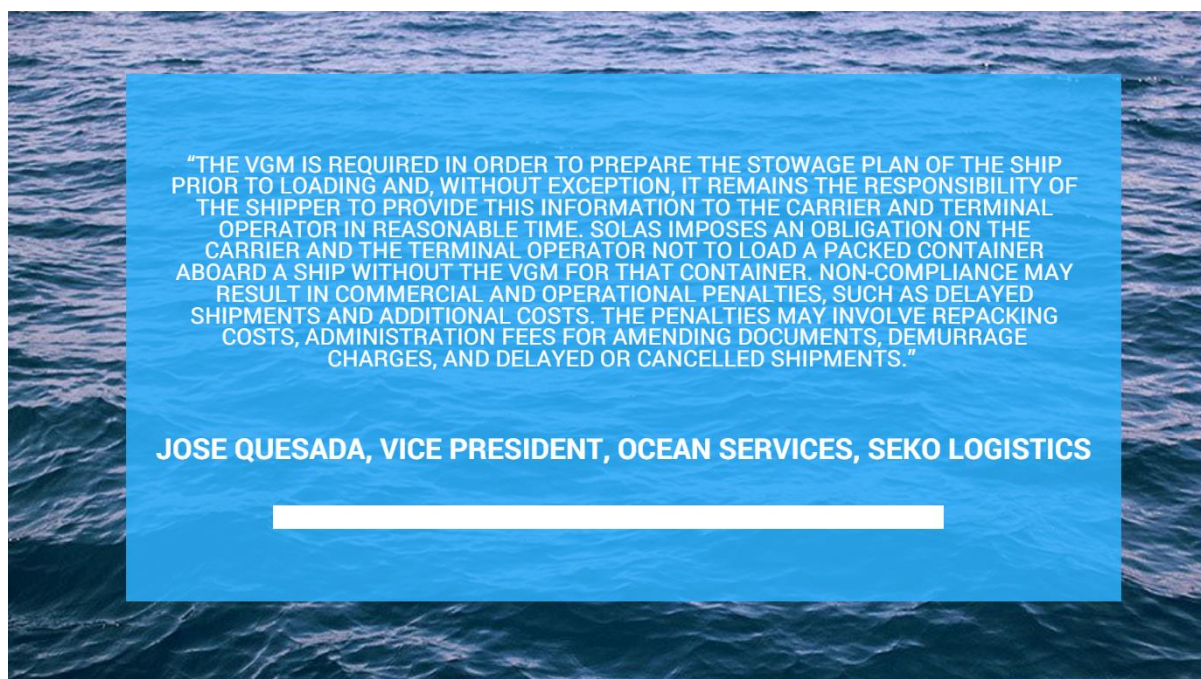 “THE VGM IS REQUIRED IN ORDER TO PREPARE THE STOWAGE PLAN OF THE SHIP
PRIOR TO LOADING AND, WITHOUT EXCEPTION, IT REMAINS THE RESPONSIBILITY OF
THE SHIPPER TO PROVIDE THIS INFORMATION TO THE CARRIER AND TERMINAL
OPERATOR IN REASONABLE TIME. SOLAS IMPOSES AN OBLIGATION ON THE
CARRIER AND THE TERMINAL OPERATOR NOT TO LOAD A PACKED CONTAINER
ABOARD A SHIP WITHOUT THE VGM FOR THAT CONTAINER. NON-COMPLIANCE MAY
RESULT IN COMMERCIAL AND OPERATIONAL PENALTIES, SUCH AS DELAYED
SHIPMENTS AND ADDITIONAL COSTS. THE PENALTIES MAY INVOLVE REPACKING
COSTS, ADMINISTRATION FEES FOR AMENDING DOCUMENTS, DEMURRAGE
CHARGES, AND DELAYED OR CANCELLED SHIPMENTS.”
JOSE QUESADA, VICE PRESIDENT, OCEAN SERVICES, SEKO LOGISTICS